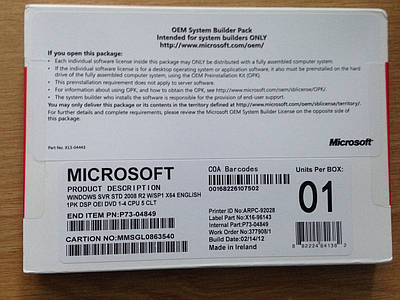 OEM System Builder Pack
Intended for system builders ONLY
http://www.microsoft.com/oem/
If you open this package:
• Each individual software license inside this package may ONLY be distributed with a fully assembled computer system.
• If the individual software is a desktop operating system or application software, it also must be preinstalled on the hard
drive of the fully assembled computer system, using the OEM Preinstallation Kit (OPK).
• This preinstallation requirement does not apply to server software.
• For information about using OPK, and how to obtain the OPK, see http://www.microsoft.com/oem/sblicense/OPK/.
• The system builder who installs the software is responsible for the provision of end-user support.
You may only deliver this package or its contents in the territory defined at http://www.microsoft.com/oem/sblicense/territory/.
For further details and complete requirements, please review the Microsoft OEM System Builder License on the opposite side
of this package.
Part No. X13-04443
Microsoft
MICROSOFT
PRODUCT DESCRIPTION
WINDOWS SVR STD 2008 R2 W/SP1 X64 ENGLISH
1PK DSP OEI DVD 1-4 CPU 5 CLT
END ITEM PN: P73-04849
CARTION NO:MMSGL0863540
COA Barcodes
00168226107502
Units Per BOX:
01
Printer ID No:ARPC-92028
Label Part No:X16-96143
Internal Part:P73-04849
Work Order No:377908/1
Build Date:02/14/12
Made in Ireland